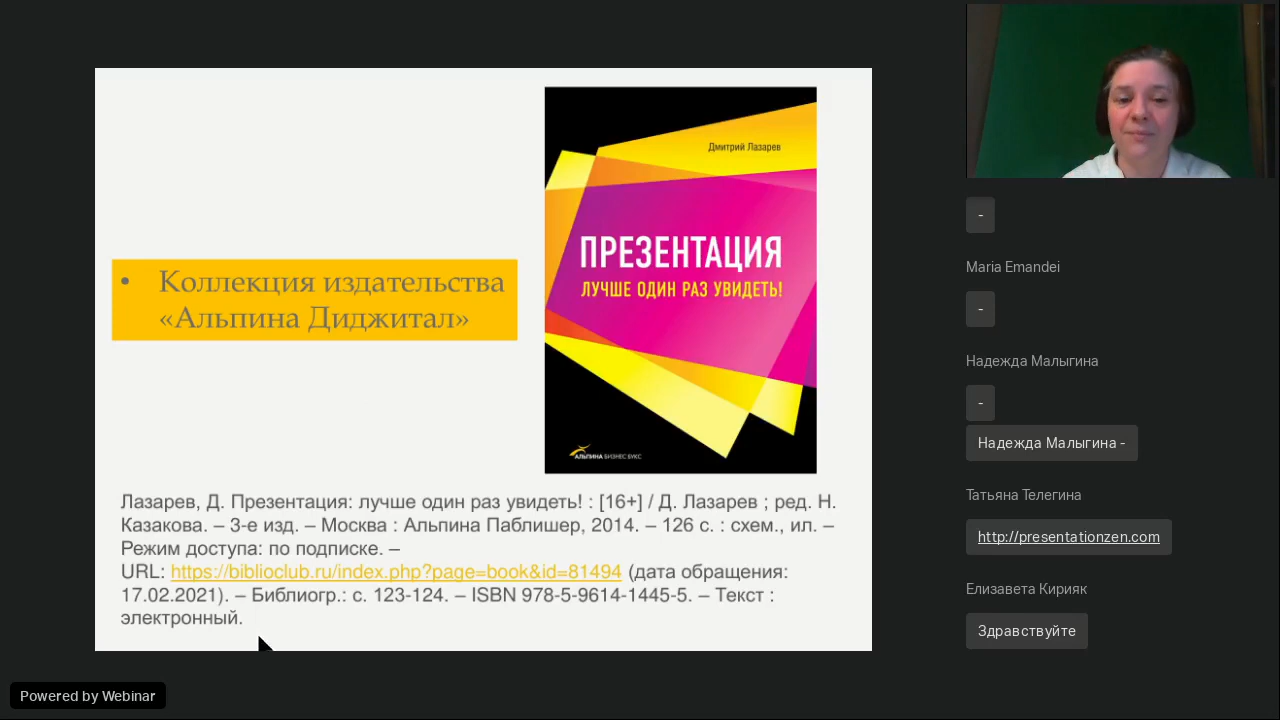 Дмитрий Лазарев
ПРЕЗЕНТАЦИЯ
ЛУЧШЕ ОДИН РАЗ УВИДЕТЬ!
АЛЬПИНА БИЗНЕС БУКС
• Коллекция издательства
«Альпина Диджитал»
Лазарев, Д. Презентация: лучше один раз увидеть! : [16+] / Д. Лазарев ; ред. Н.
Казакова. – 3-е изд. – Москва : Альпина Паблишер, 2014. – 126 с. : схем., ил. –
Режим доступа: по подписке. –
URL: https://biblioclub.ru/index.php?page=book&id=81494 (дата обращения:
17.02.2021). – Библиогр.: с. 123-124. – ISBN 978-5-9614-1445-5. – Текст :
электронный.
-
Maria Emandei
-
Надежда Малыгина
-
Надежда Малыгина -
Татьяна Телегина
http://presentationzen.com
Елизавета Кирияк
Здравствуйте
Powered by Webinar